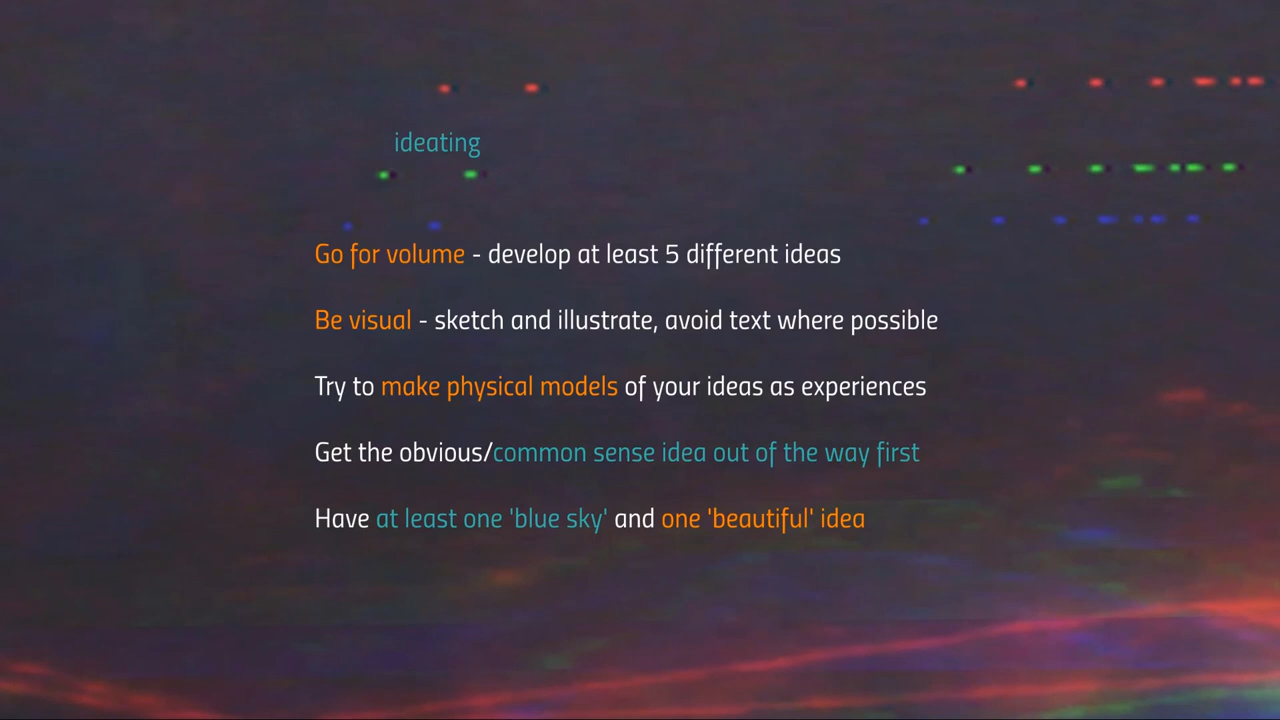 ideating
Go for volume - develop at least 5 different ideas
Be visual - sketch and illustrate, avoid text where possible
Try to make physical models of your ideas as experiences
Get the obvious/common sense idea out of the way first
Have at least one 'blue sky' and one 'beautiful' idea